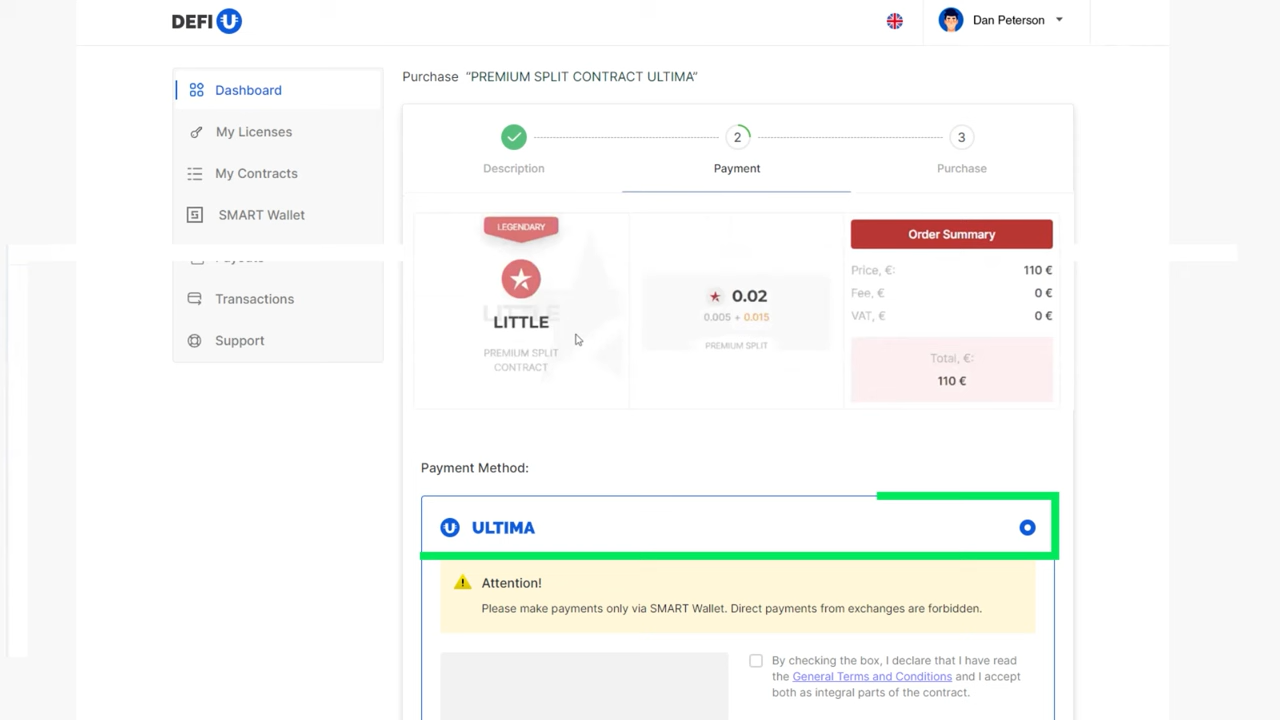 DEFI
Dan Peterson
Dashboard
My Licenses
My Contracts
SMART Wallet
Transactions
Support
Purchase “PREMIUM SPLIT CONTRACT ULTIMA”
2
3
Description
Payment
Purchase
LEGENDARY
LITTLE
LITTLE
PREMIUM SPLIT
CONTRACT
0.02
0.005 + 0.015
PREMIUM SPLIT
Order Summary
Price, €: 110 €
Fee, € 0 €
VAT, € 0 €
Total, €:
110 €
Payment Method:
ULTIMA
Attention!
Please make payments only via SMART Wallet. Direct payments from exchanges are forbidden.
By checking the box, I declare that I have read
the General Terms and Conditions and I accept
both as integral parts of the contract.